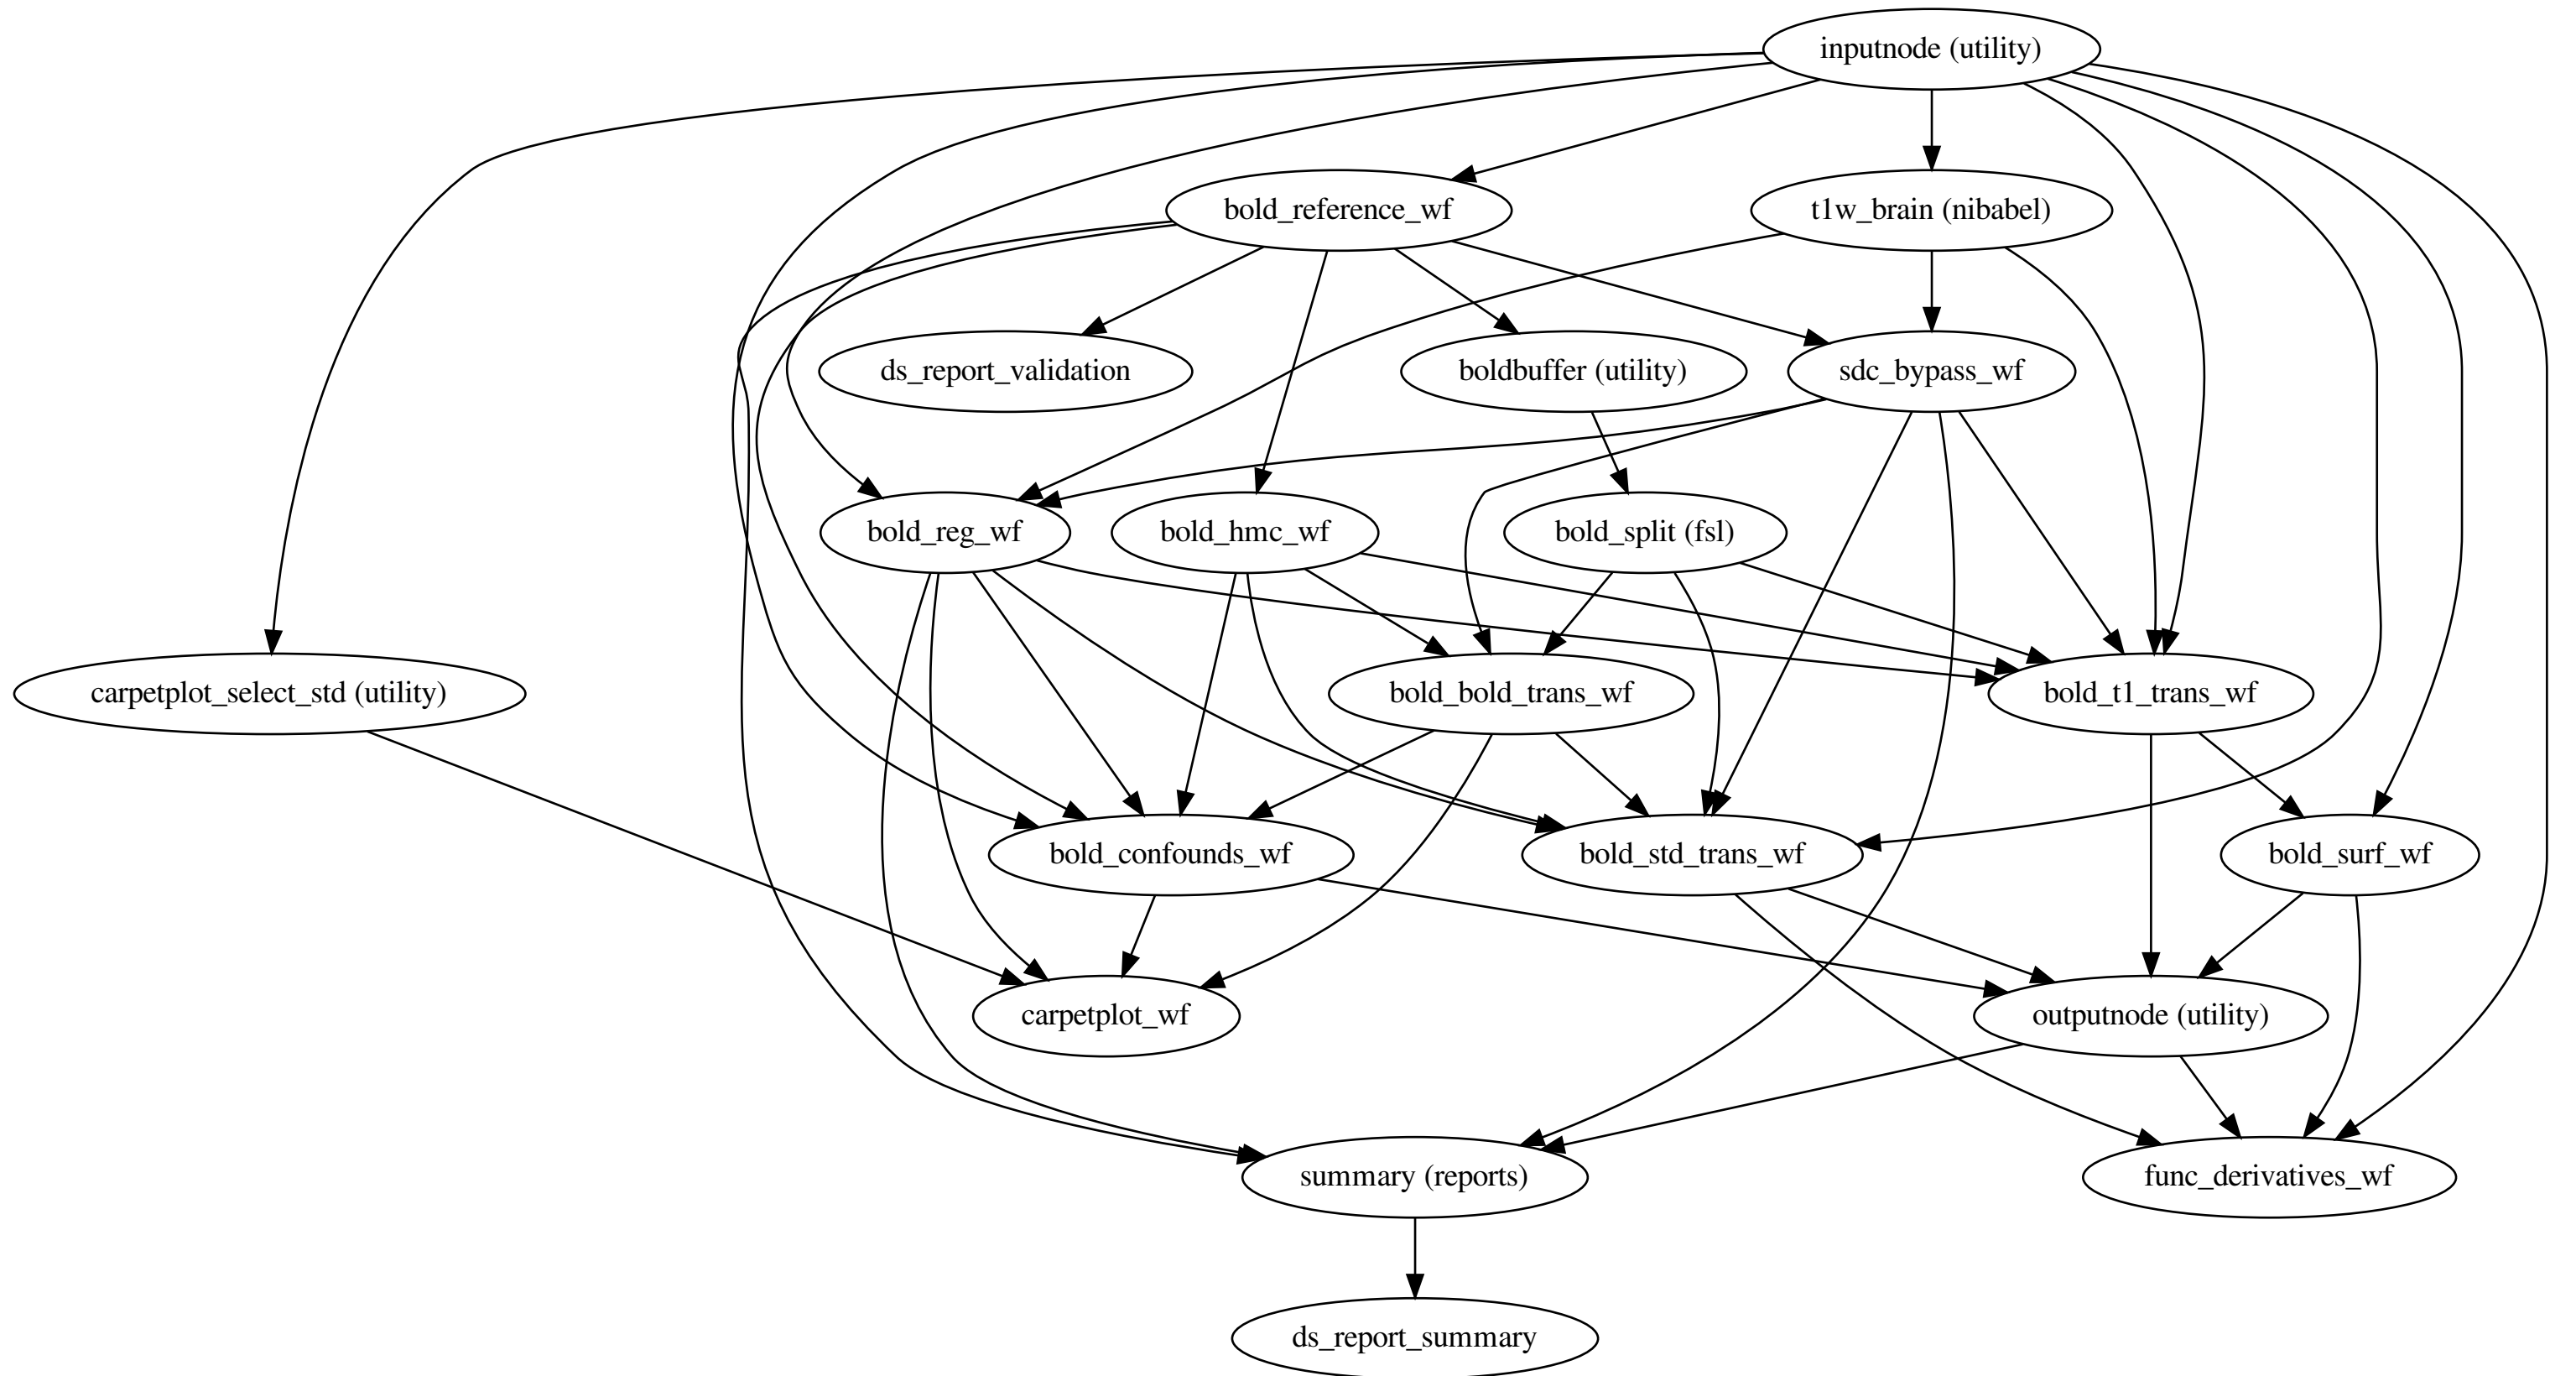 inputnode (utility)
bold_reference_wf
t1w_brain (nibabel)
ds_report_validation
boldbuffer (utility)
sdc_bypass_wf
bold_reg_wf
bold_hmc_wf
bold_split (fsl)
carpetplot_select_std (utility)
bold_bold_trans_wf
bold_t1_trans_wf
bold_confounds_wf
bold_std_trans_wf
bold_surf_wf
carpetplot_wf
outputnode (utility)
summary (reports)
func_derivatives_wf
ds_report_summary